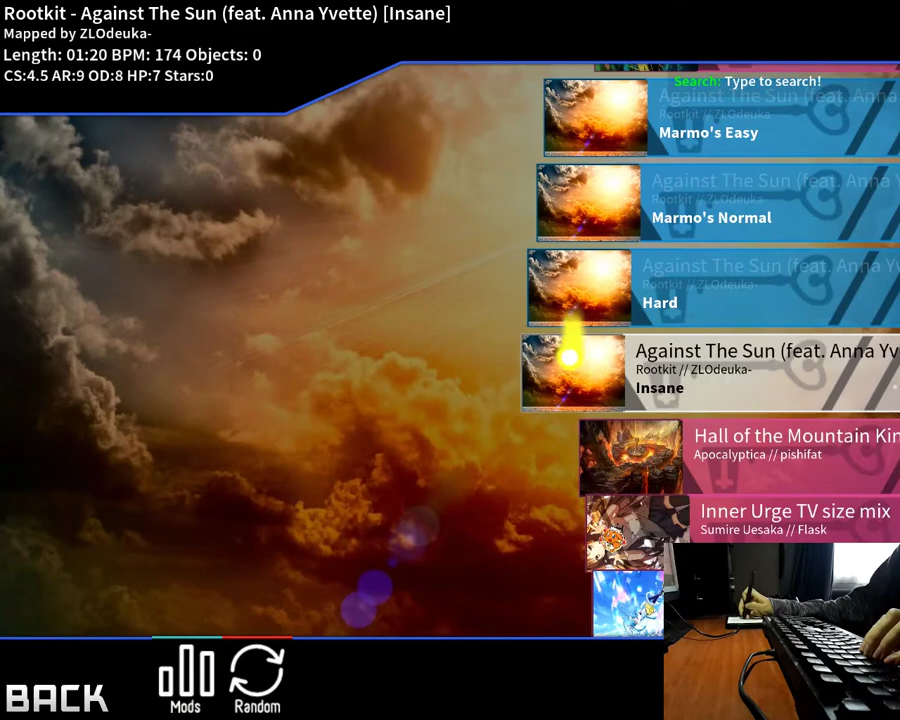 Rootkit - Against The Sun (feat. Anna Yvette) [Insane]
Mapped by ZLOdeuka-
Length: 01:20 BPM: 174 Objects: 0
CS:4.5 AR:9 OD:8 HP:7 Stars:0
Search: Type to search!
Against The Sun (feat. Anna
Rootkit // ZLOdeuka-
Marmo's Easy
Against The Sun (feat. Anna Y
Rootkit // ZLOdeuka-
Marmo's Normal
Against The Sun (feat. Anna Yv
Rootkit // ZLOdeuka-
Hard
Against The Sun (feat. Anna Yv
Rootkit // ZLOdeuka-
Insane
Hall of the Mountain Kin
Apocalyptica // pishifat
Inner Urge TV size mix
Sumire Uesaka // Flask
BACK
Mods
Random